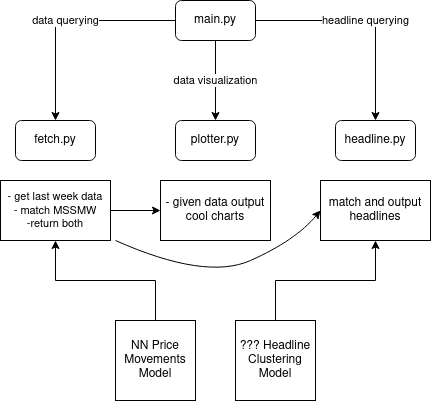 main.py
data querying
headline querying
data visualization
fetch.py
plotter.py
headline.py
- get last week data
- match MSSMW
-return both
- given data output
cool charts
match and output
headlines
NN Price
Movements
Model
??? Headline
Clustering
Model